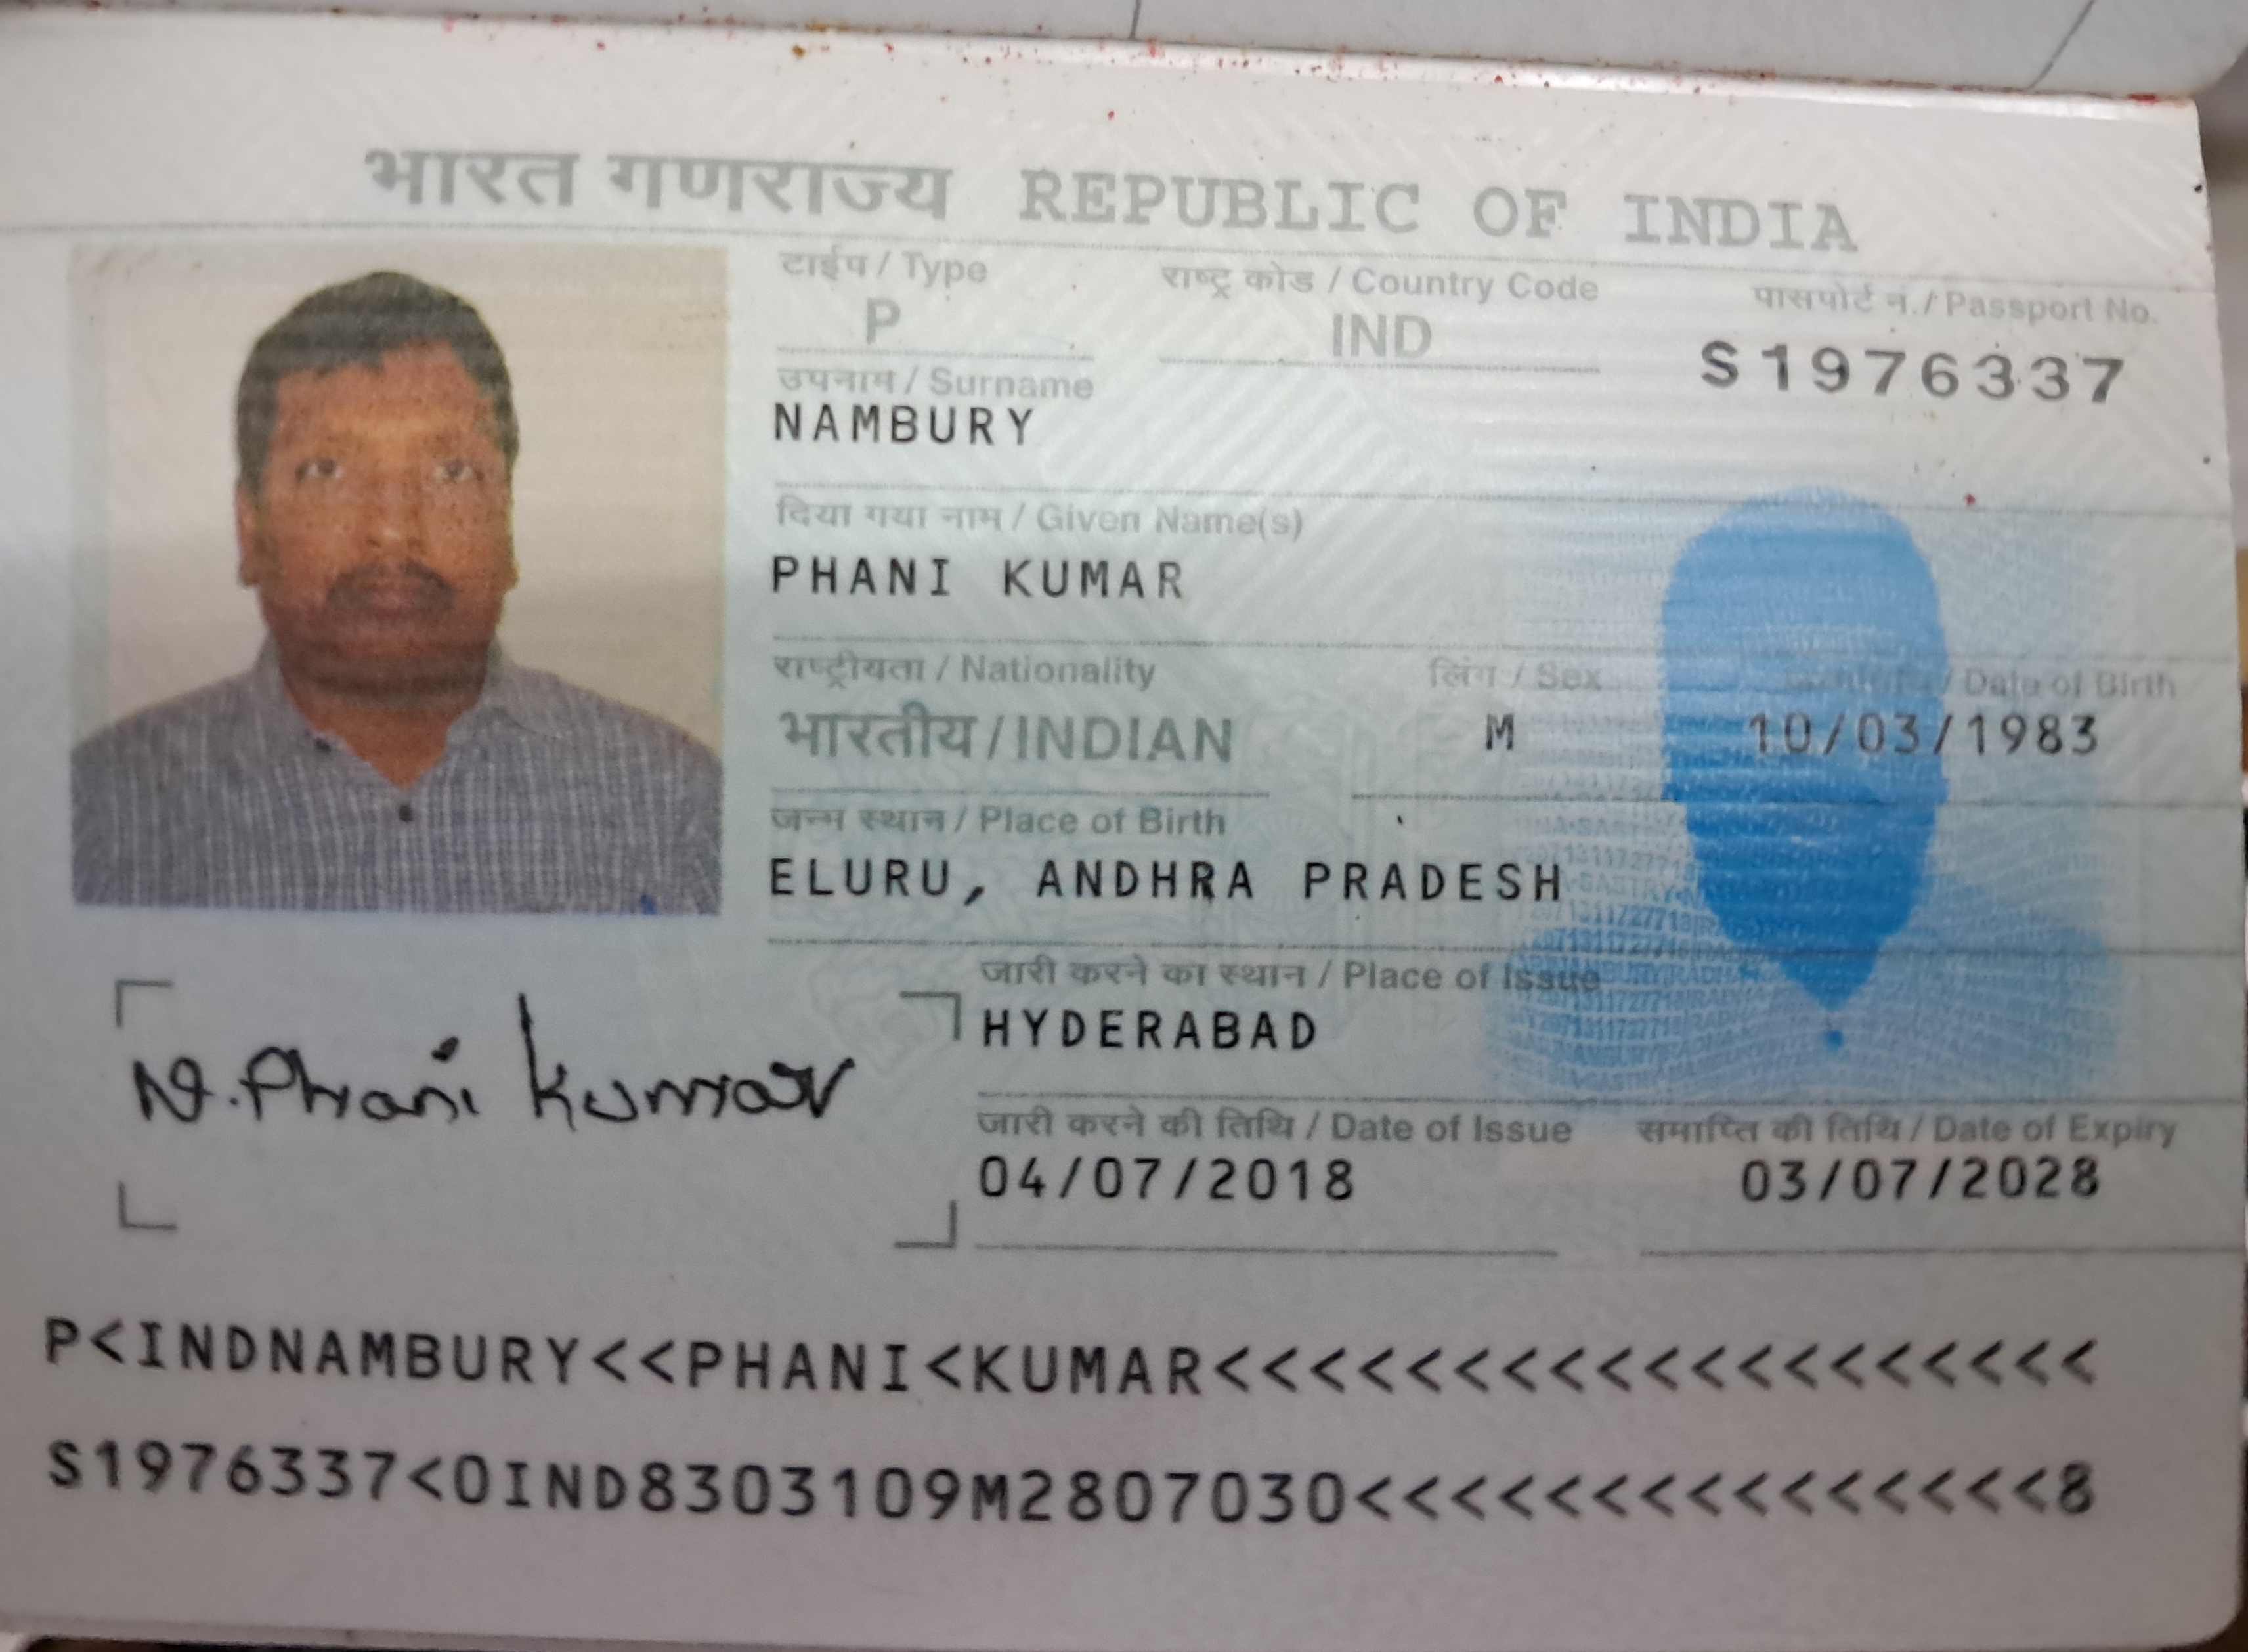 भारत गणराज्य REPUBLIC OF INDIA
टाईप / Type
राष्ट्र कोड / Country Code
पासपोर्ट नं. / Passport No.
P
IND
S1976337
उपनाम / Surname
NAMBURY
दिया गया नाम / Given Name(s)
PHANI KUMAR
राष्ट्रीयता / Nationality
लिंग / Sex
/ Date of Birth
भारतीय / INDIAN
M
10/03/1983
जन्म स्थान / Place of Birth
ELURU, ANDHRA PRADESH
जारी करने का स्थान / Place of Issue
HYDERABAD
N. Phani Kumar
जारी करने की तिथि / Date of Issue
समाप्ति की तिथि / Date of Expiry
04/07/2018
03/07/2028
P<INDNAMBURY<<PHANI<KUMAR<<<<<<<<<<<<<<<<<<<
S1976337<0IND8303109M2807030<<<<<<<<<<<<<<<8